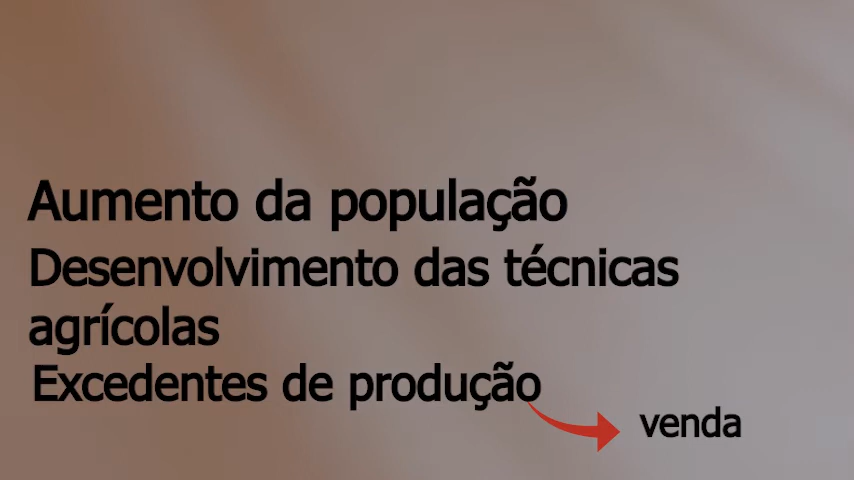 Aumento da população
Desenvolvimento das técnicas
agrícolas
Excedentes de produção
venda